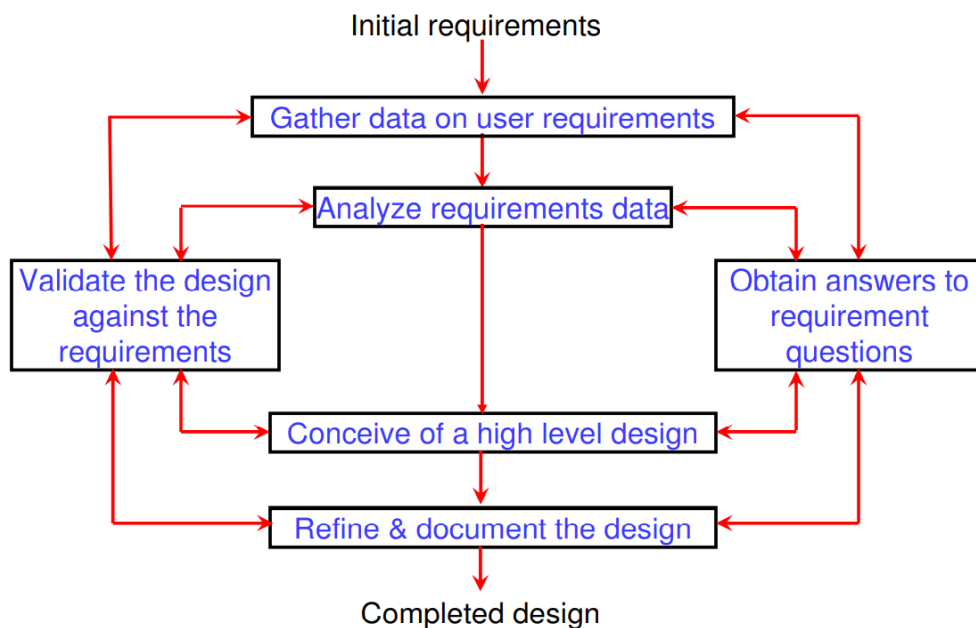 Initial requirements
Gather data on user requirements
Analyze requirements data
Validate the design
against the
requirements
Obtain answers to
requirement
questions
Conceive of a high level design
Refine & document the design
Completed design